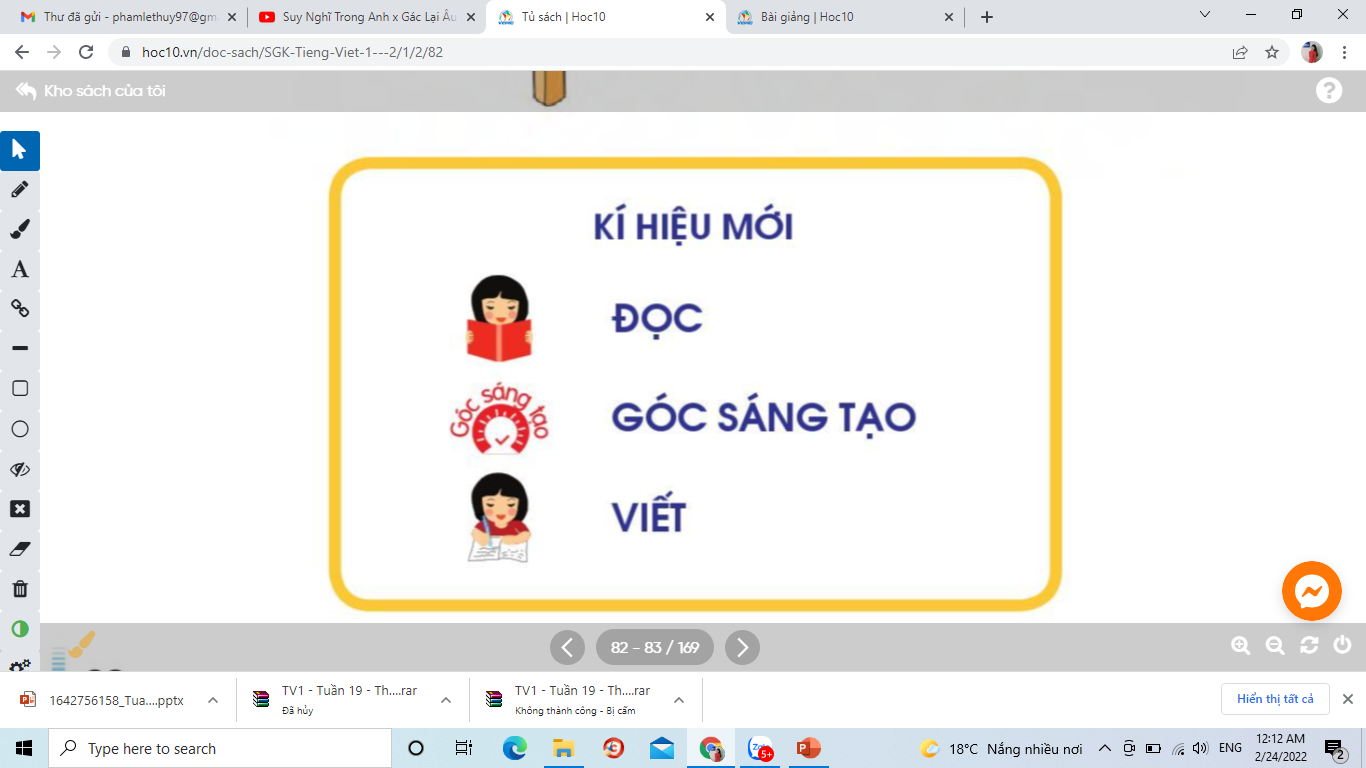 Thư đã gửi - phamlethuy97@gm
Suy Nghĩ Trong Anh x Gác Lại Âu
Tủ sách | Hoc10
Bài giảng | Hoc10
hoc10.vn/doc-sach/SGK-Tieng-Viet-1---2/1/2/82
Kho sách của tôi
?
KÍ HIỆU MỚI
ĐỌC
Góc sáng tạo
GÓC SÁNG TẠO
VIẾT
A
82 - 83 / 169
1642756158_Tua....pptx
TV1 - Tuần 19 - Th....rar
Đã hủy
TV1 - Tuần 19 - Th....rar
Không thành công - Bị cấm
Hiển thị tất cả
Type here to search
5+
18°C Nắng nhiều nơi
ENG
12:12 AM
2/24/2022
2